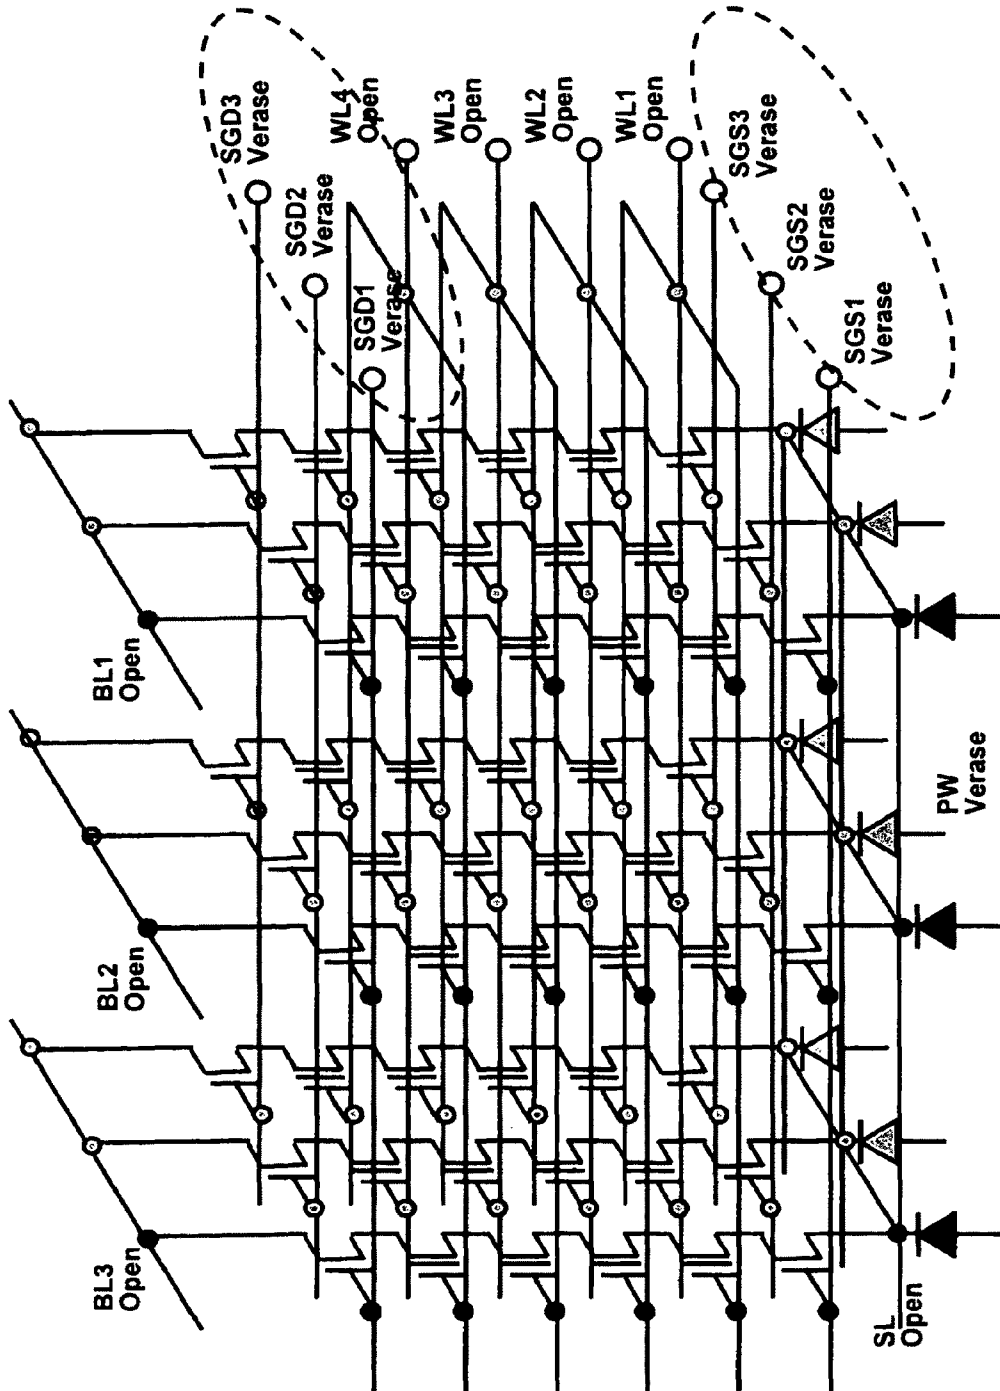 SGD3
Verase
SGD2
Verase
SGD1
Verase
WL4
Open
WL3
Open
WL2
Open
WL1
Open
SGS3
Verase
SGS2
Verase
SGS1
Verase
BL1
Open
BL2
Open
BL3
Open
PW
Verase
SL
Open